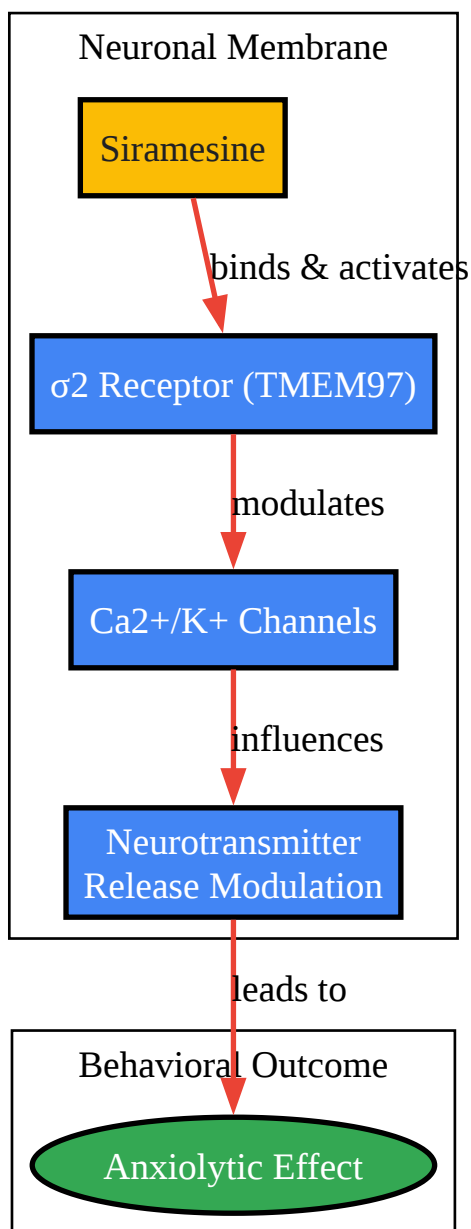 Neuronal Membrane
Siramesine
binds & activates
σ2 Receptor (TMEM97)
modulates
Ca2+/K+ Channels
influences
Neurotransmitter
Release Modulation
leads to
Behavioral Outcome
Anxiolytic Effect